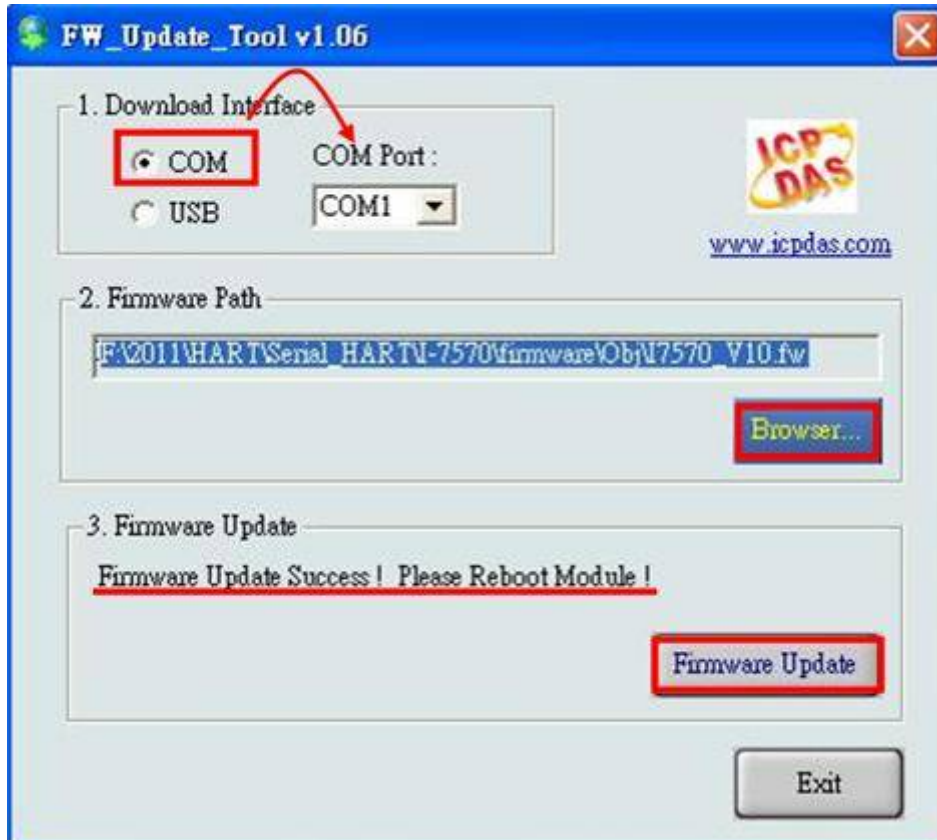 FW_Update_Tool v1.06
1. Download Interface
COM
COM Port :
USB
COM1
ICP
DAS
www.icpdas.com
2. Firmware Path
F:\2011\HART\Serial_HART\I-7570\firmware\Obj\I7570_V10.fw
Browser...
3. Firmware Update
Firmware Update Success ! Please Reboot Module !
Firmware Update
Exit